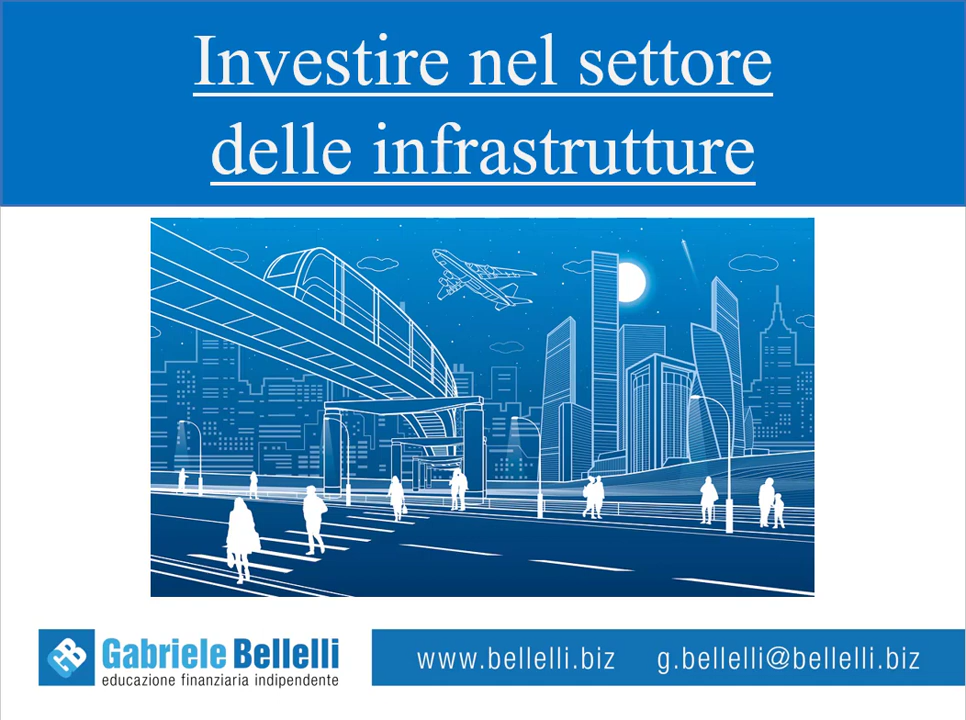 Investire nel settore
delle infrastrutture
Gabriele Bellelli
educazione finanziaria indipendente
www.bellelli.biz g.bellelli@bellelli.biz